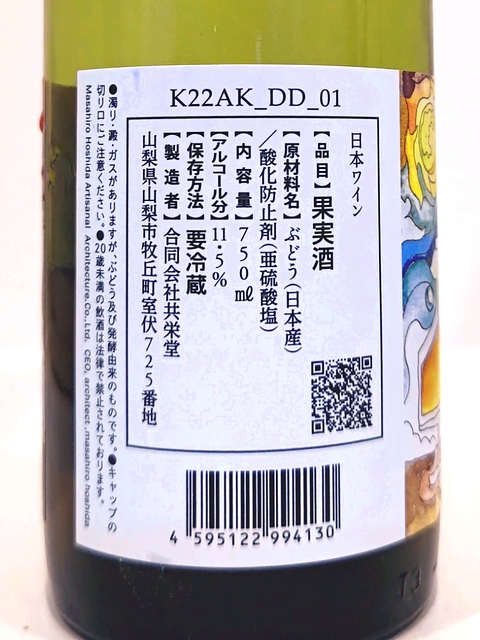 K22AK_DD_01
日本ワイン
【品目】果実酒
【原材料名】ぶどう(日本産)
／酸化防止剤(亜硫酸塩)
【内容量】750㎖
【アルコール分】11.5%
【保存方法】要冷蔵
【製造者】合同会社共栄堂
山梨県山梨市牧丘町室伏725番地
●濁り・澱・ガスがありますが、ぶどう及び発酵由来のものです。●キャップの
切り口にご注意ください。●20歳未満の飲酒は法律で禁止されております。
Masahiro Hoshida Artisanal Architecture.Co.,Ltd. CEO, architect .masahiro .hoshida.
4 595122 994130